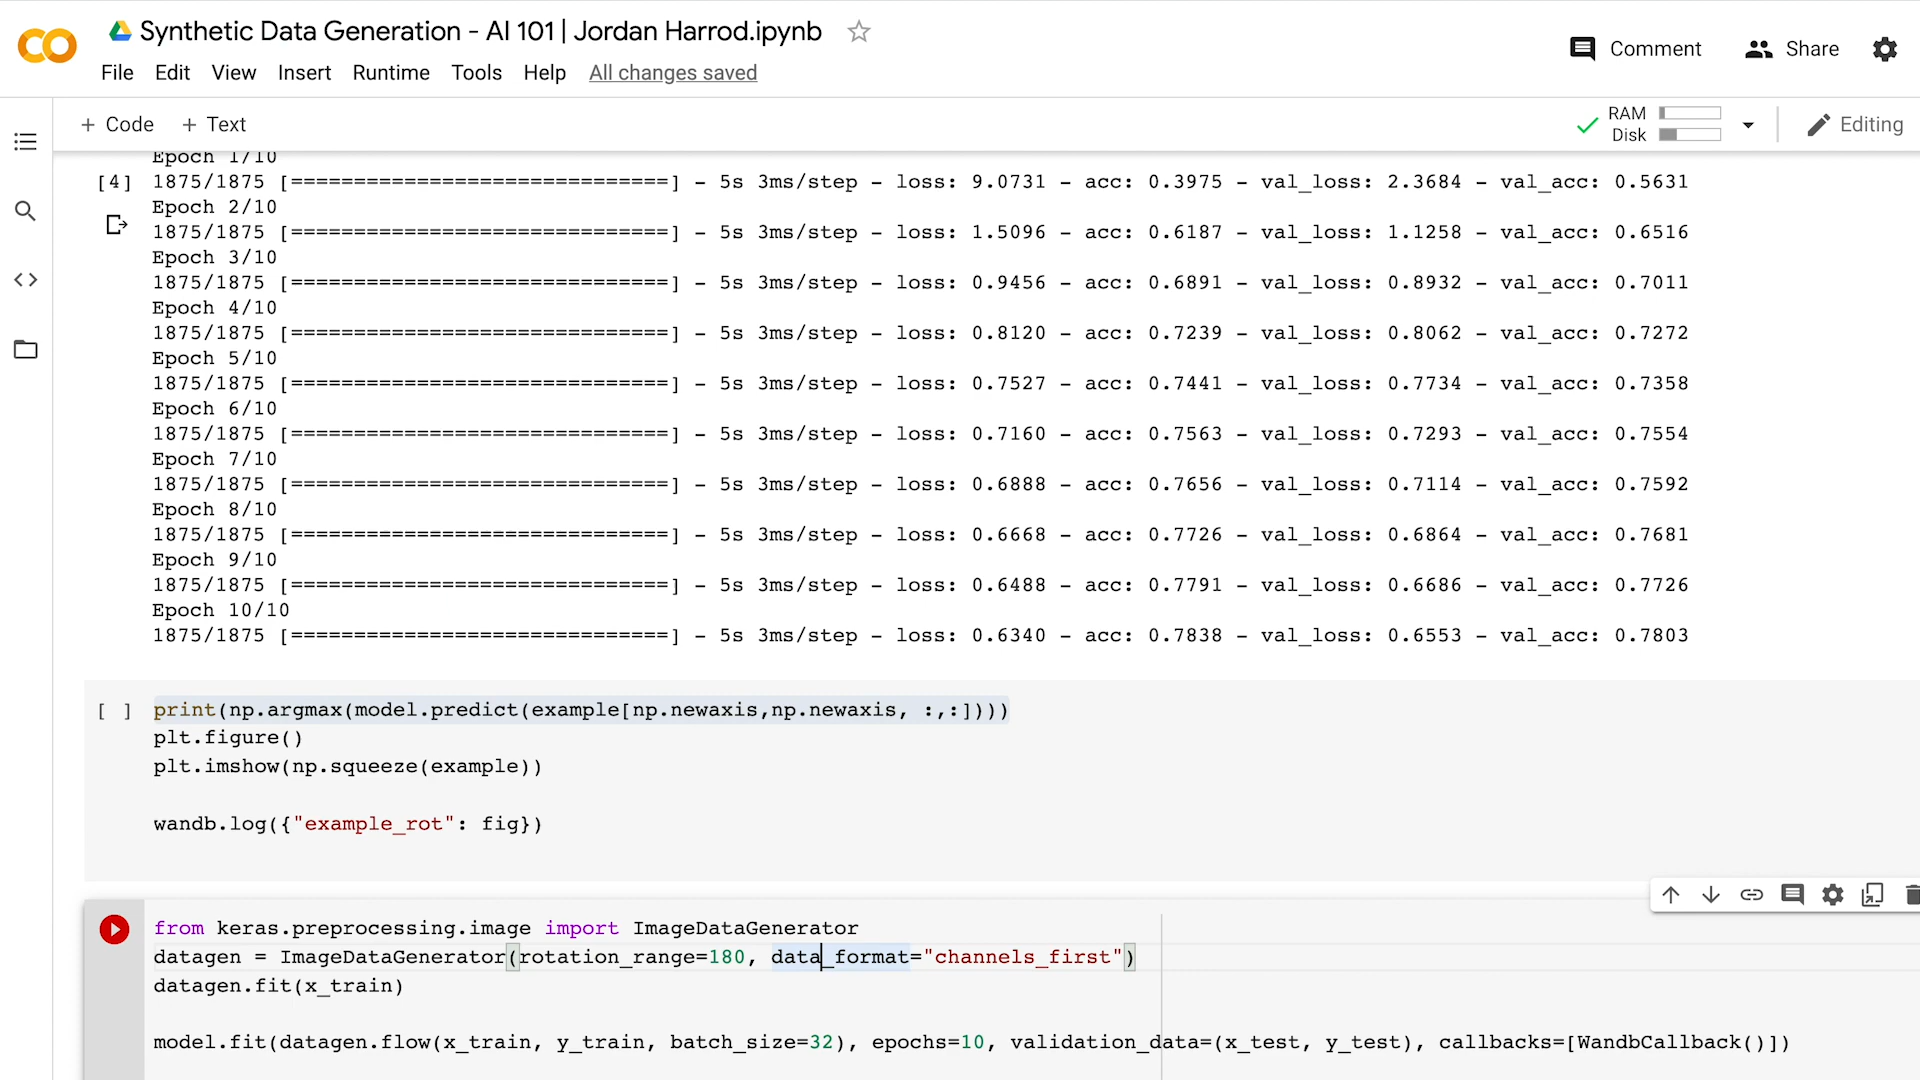 Synthetic Data Generation - AI 101 | Jordan Harrod.ipynb
Comment Share
File Edit View Insert Runtime Tools Help All changes saved
+ Code + Text
RAM
Disk
Editing
Epoch 1/10
[4] 1875/1875 [==============================] - 5s 3ms/step - loss: 9.0731 - acc: 0.3975 - val_loss: 2.3684 - val_acc: 0.5631
Epoch 2/10
1875/1875 [==============================] - 5s 3ms/step - loss: 1.5096 - acc: 0.6187 - val_loss: 1.1258 - val_acc: 0.6516
Epoch 3/10
1875/1875 [==============================] - 5s 3ms/step - loss: 0.9456 - acc: 0.6891 - val_loss: 0.8932 - val_acc: 0.7011
Epoch 4/10
1875/1875 [==============================] - 5s 3ms/step - loss: 0.8120 - acc: 0.7239 - val_loss: 0.8062 - val_acc: 0.7272
Epoch 5/10
1875/1875 [==============================] - 5s 3ms/step - loss: 0.7527 - acc: 0.7441 - val_loss: 0.7734 - val_acc: 0.7358
Epoch 6/10
1875/1875 [==============================] - 5s 3ms/step - loss: 0.7160 - acc: 0.7563 - val_loss: 0.7293 - val_acc: 0.7554
Epoch 7/10
1875/1875 [==============================] - 5s 3ms/step - loss: 0.6888 - acc: 0.7656 - val_loss: 0.7114 - val_acc: 0.7592
Epoch 8/10
1875/1875 [==============================] - 5s 3ms/step - loss: 0.6668 - acc: 0.7726 - val_loss: 0.6864 - val_acc: 0.7681
Epoch 9/10
1875/1875 [==============================] - 5s 3ms/step - loss: 0.6488 - acc: 0.7791 - val_loss: 0.6686 - val_acc: 0.7726
Epoch 10/10
1875/1875 [==============================] - 5s 3ms/step - loss: 0.6340 - acc: 0.7838 - val_loss: 0.6553 - val_acc: 0.7803
[ ] print(np.argmax(model.predict(example[np.newaxis,np.newaxis, :,:])))
plt.figure()
plt.imshow(np.squeeze(example))
wandb.log({"example_rot": fig})
from keras.preprocessing.image import ImageDataGenerator
datagen = ImageDataGenerator(rotation_range=180, data_format="channels_first")
datagen.fit(x_train)
model.fit(datagen.flow(x_train, y_train, batch_size=32), epochs=10, validation_data=(x_test, y_test), callbacks=[WandbCallback()])